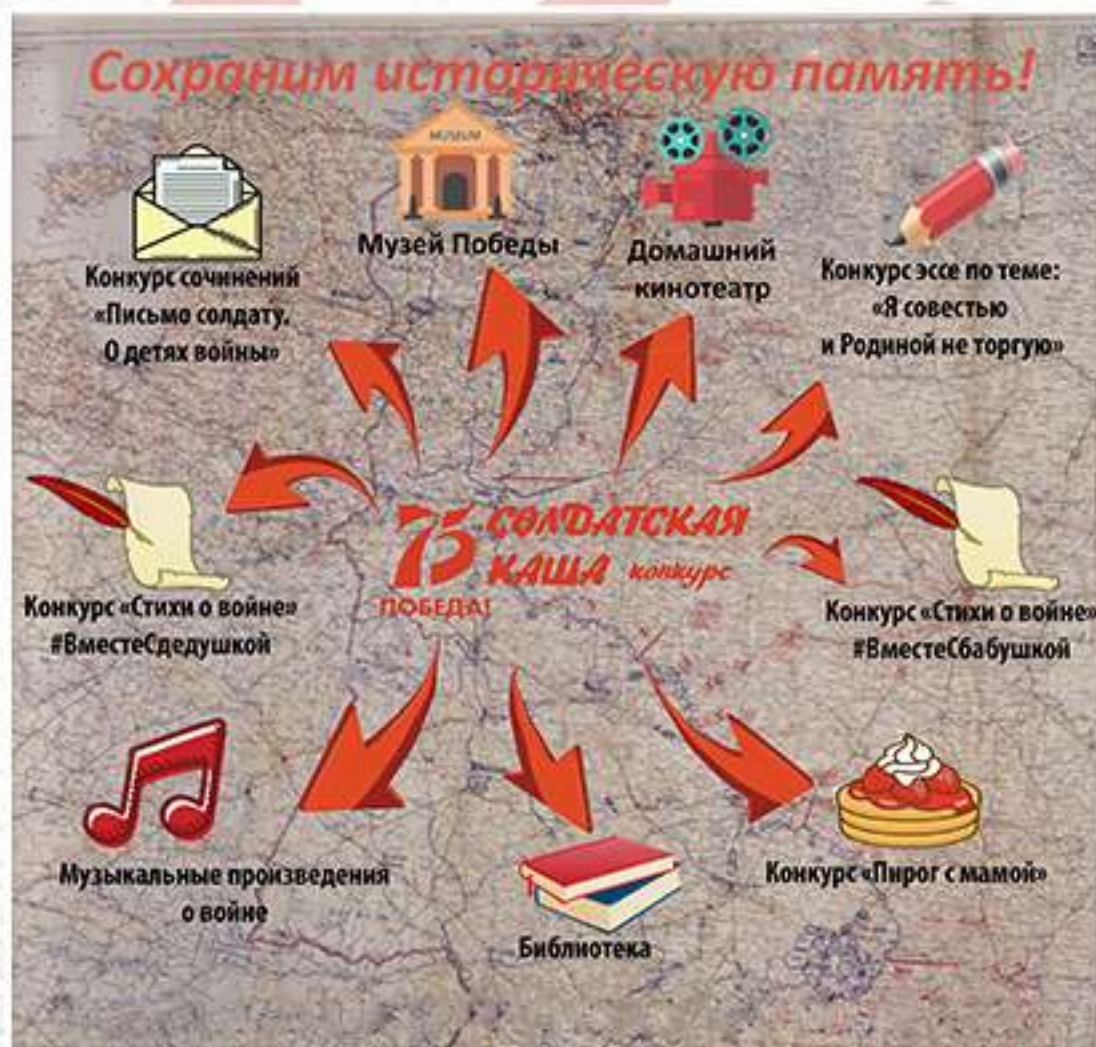 Сохраним историческую память!
MUSEUM
Музей Победы
Домашний
кинотеатр
Конкурс сочинений
«Письмо солдату.
О детях войны»
Конкурс эссе по теме:
«Я совестью
и Родиной не торгую»
75 СОЛДАТСКАЯ
КАША конкурс
ПОБЕДА!
Конкурс «Стихи о войне»
#ВместеСдедушкой
Конкурс «Стихи о войне»
#ВместеСбабушкой
Музыкальные произведения
о войне
Библиотека
Конкурс «Пирог с мамой»